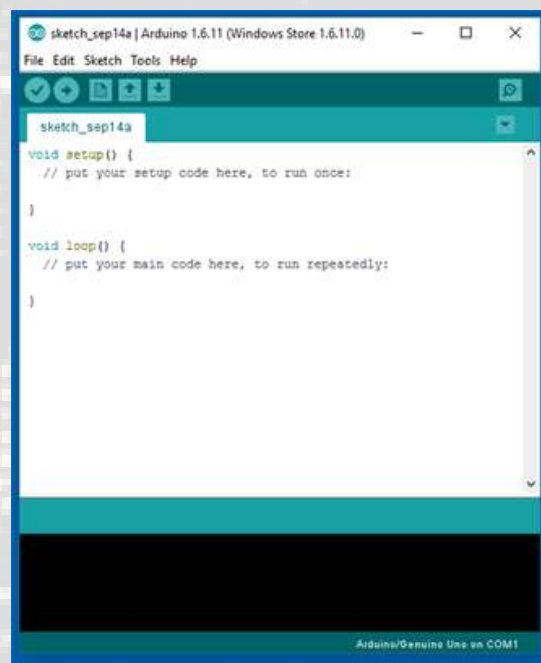 sketch_sep14a | Arduino 1.6.11 (Windows Store 1.6.11.0)
File Edit Sketch Tools Help
sketch_sep14a
void setup() {
// put your setup code here, to run once:
}
void loop() {
// put your main code here, to run repeatedly:
}
Arduino/Genuino Uno on COM1